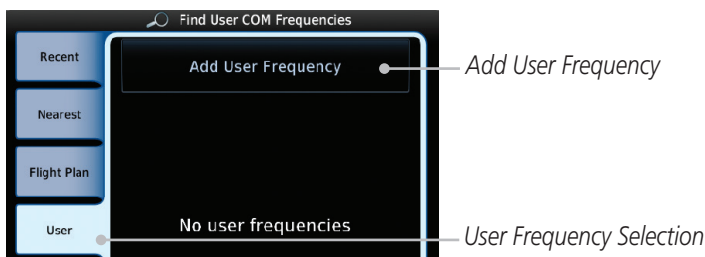 Find User COM Frequencies
Recent
Add User Frequency
Add User Frequency
Nearest
Flight Plan
User
No user frequencies
User Frequency Selection